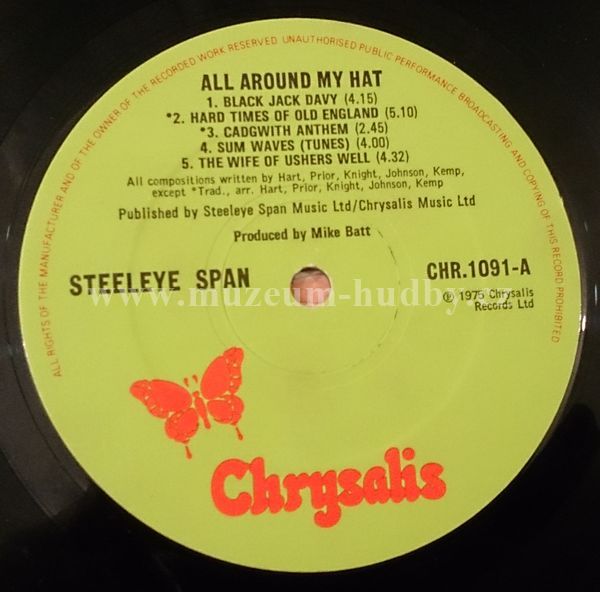 ALL RIGHTS OF THE MANUFACTURER AND OF THE OWNER OF THE RECORDED WORK RESERVED. UNAUTHORISED PUBLIC PERFORMANCE BROADCASTING AND COPYING OF THIS RECORD PROHIBITED
ALL AROUND MY HAT
1. BLACK JACK DAVY (4.15)
*2. HARD TIMES OF OLD ENGLAND (5.10)
*3. CADGWITH ANTHEM (2.45)
4. SUM WAVES (TUNES) (4.00)
5. THE WIFE OF USHERS WELL (4.32)
All compositions written by Hart, Prior, Knight, Johnson, Kemp,
except *Trad., arr. Hart, Prior, Knight, Johnson, Kemp
Published by Steeleye Span Music Ltd/Chrysalis Music Ltd
Produced by Mike Batt
STEELEYE SPAN
CHR.1091-A
℗ 1975 Chrysalis
Records Ltd
Chrysalis